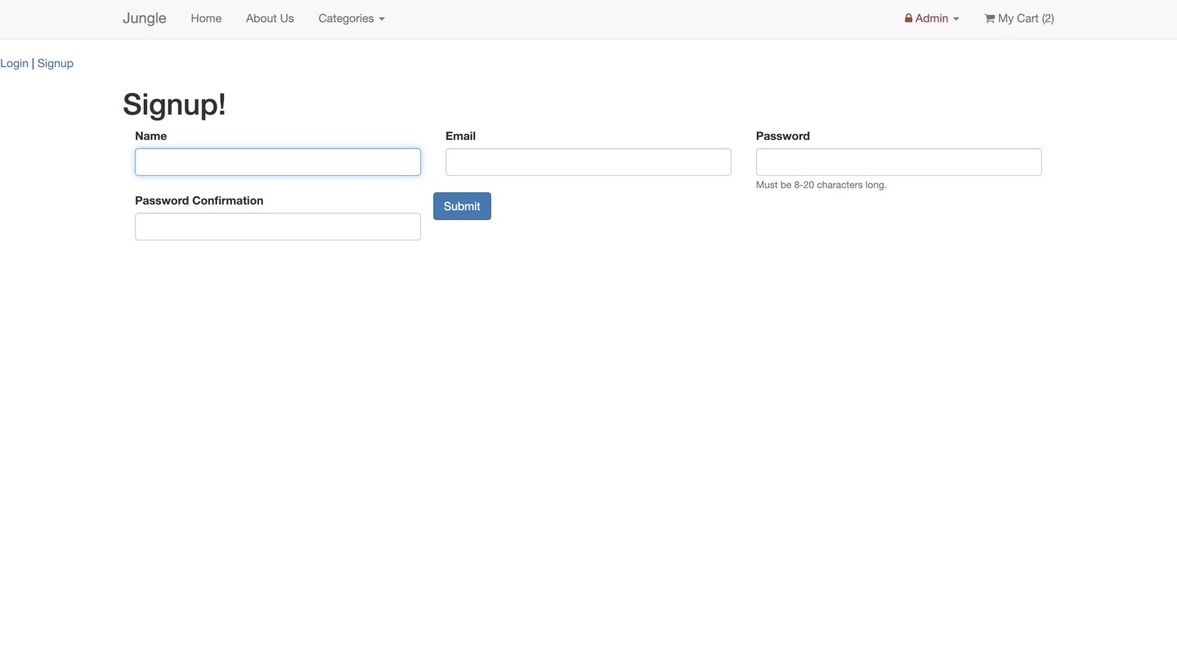 Jungle Home About Us Categories Admin My Cart (2)
Login | Signup
Signup!
Name Email Password
Must be 8-20 characters long.
Password Confirmation Submit